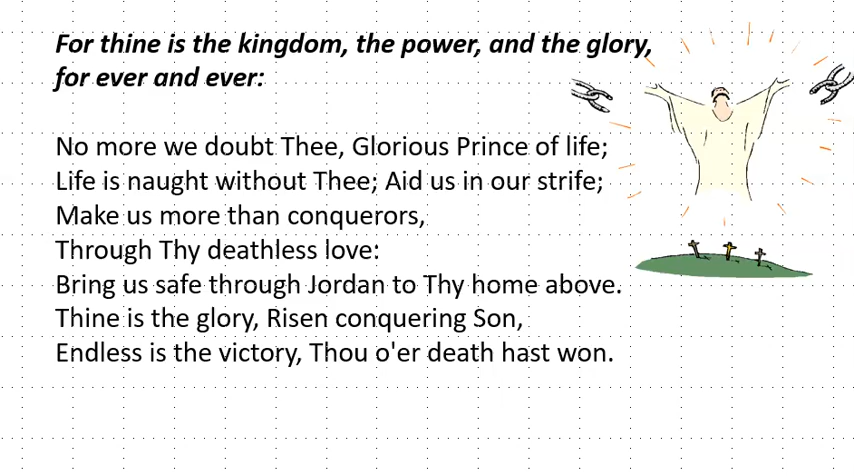 For thine is the kingdom, the power, and the glory,
for ever and ever:
No more we doubt Thee, Glorious Prince of life;
Life is naught without Thee; Aid us in our strife;
Make us more than conquerors,
Through Thy deathless love:
Bring us safe through Jordan to Thy home above.
Thine is the glory, Risen conquering Son,
Endless is the victory, Thou o'er death hast won.